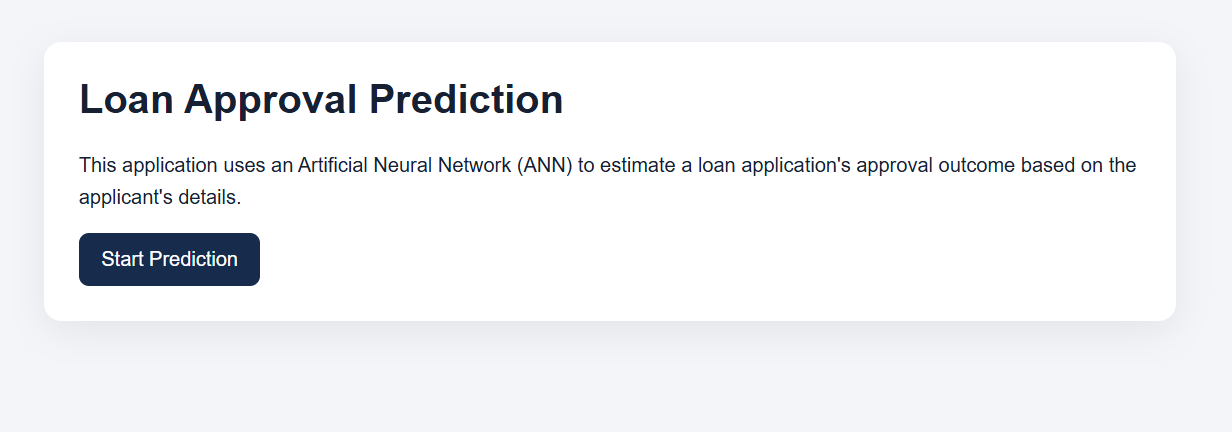 Loan Approval Prediction
This application uses an Artificial Neural Network (ANN) to estimate a loan application's approval outcome based on the
applicant's details.
Start Prediction